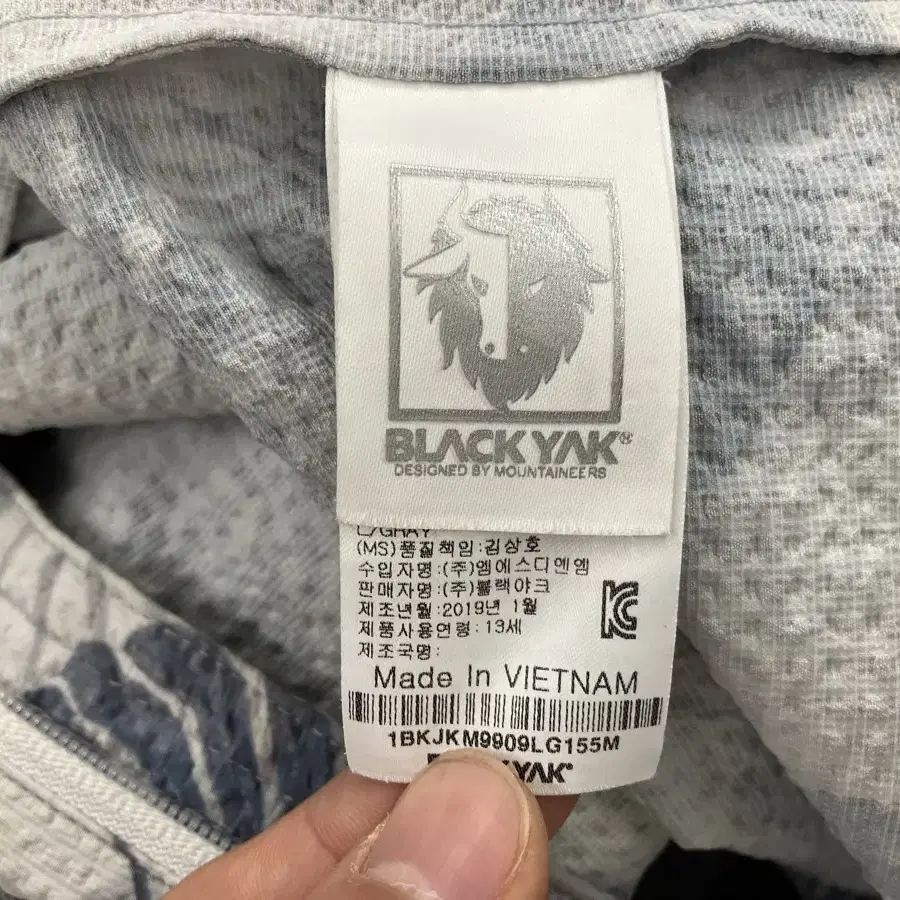 BLACK YAK®
DESIGNED BY MOUNTAINEERS
L/GRAY
(MS)품질책임:김상호
수입자명:(주)엠에스디엔엠
판매자명:(주)블랙야크
제조년월:2019년 1월
제품사용연령:13세
제조국명:
Made In VIETNAM
1BKJKM9909LG155M